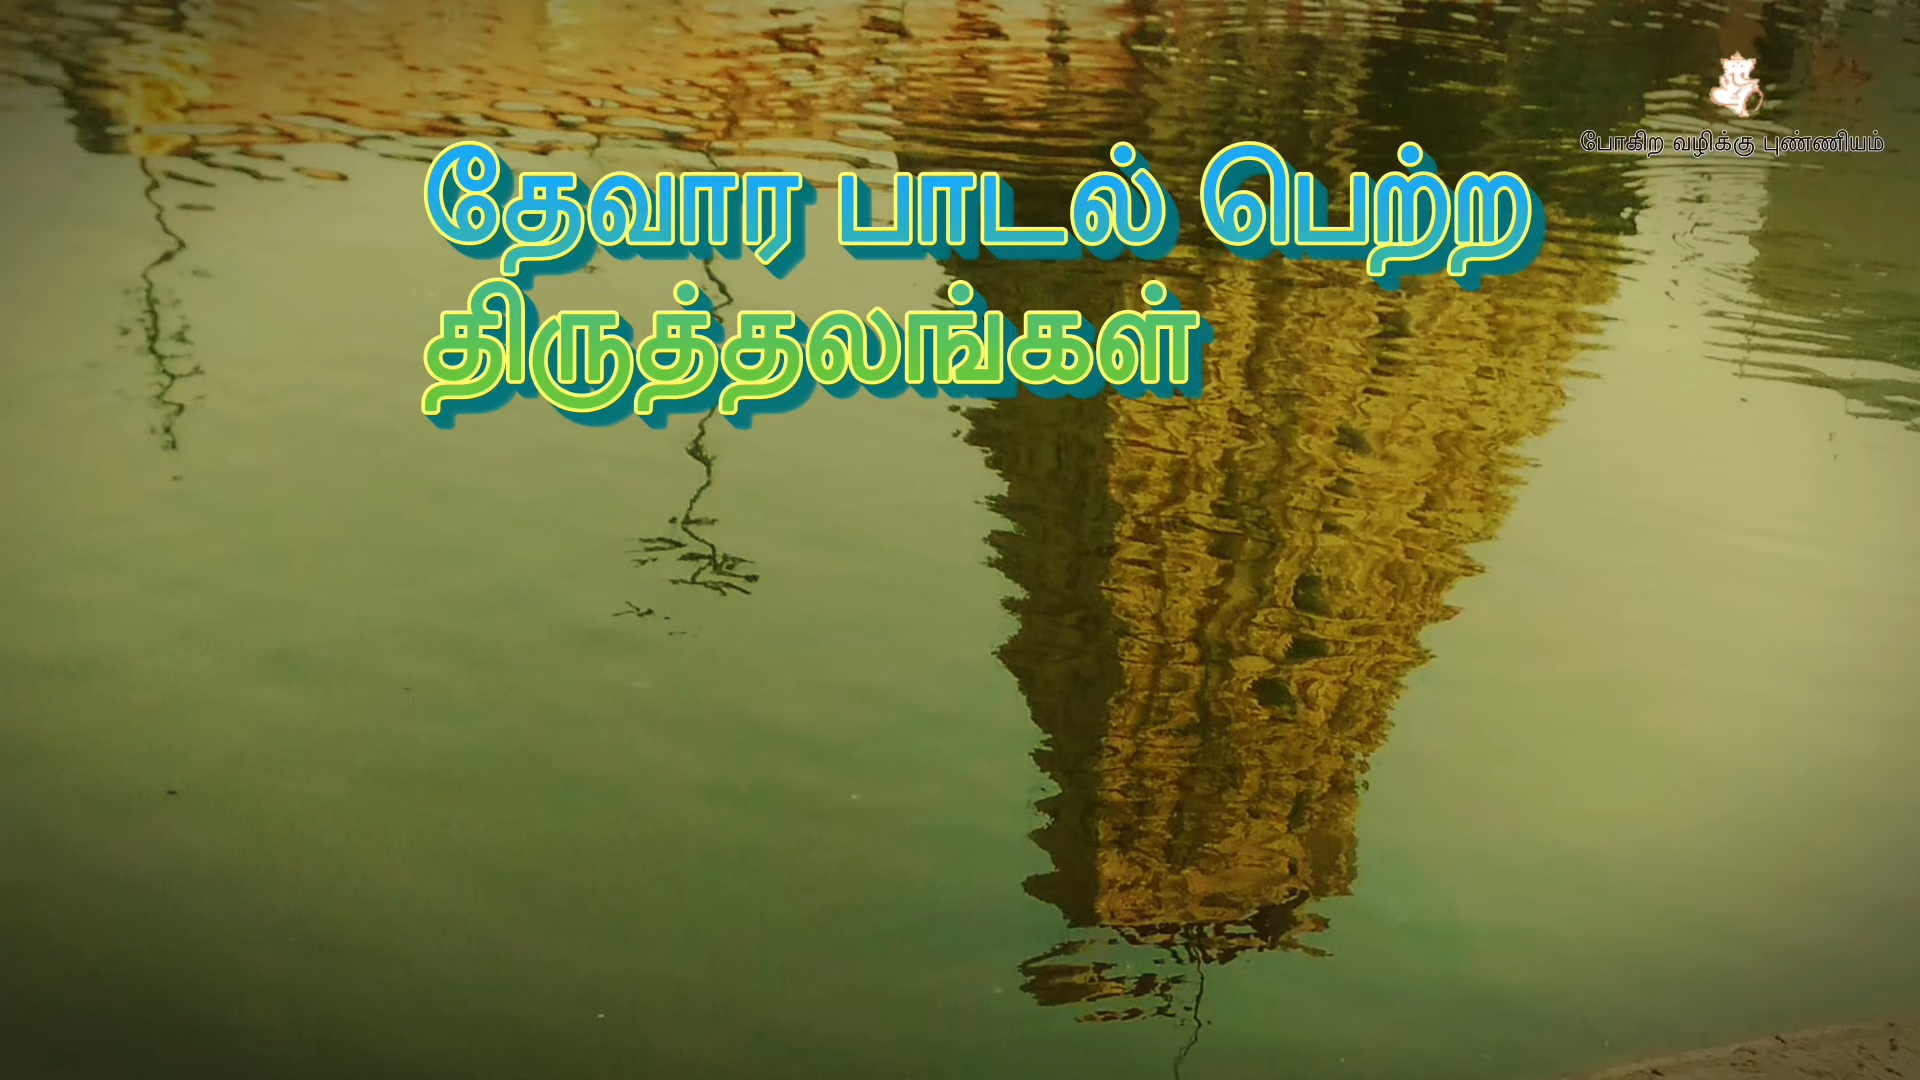 போகிற வழிக்கு புண்ணியம்
தேவார பாடல் பெற்ற
திருத்தலங்கள்